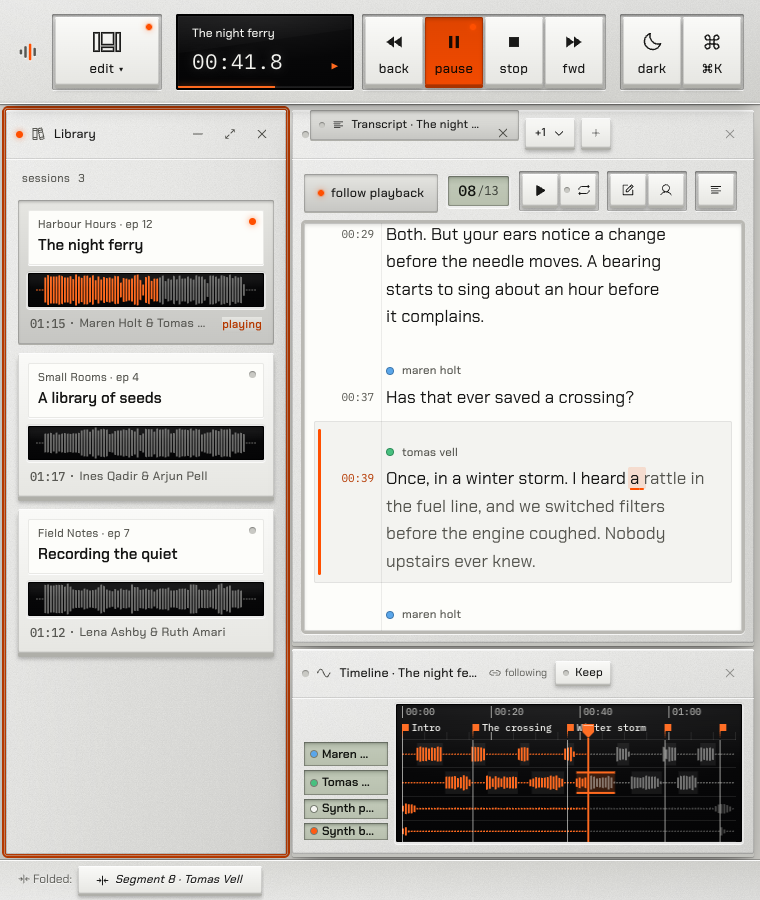 The night ferry
00:41.8
edit
back
pause
stop
fwd
dark
⌘K
Library
sessions 3
Harbour Hours · ep 12
The night ferry
01:15 · Maren Holt & Tomas ...
playing
Small Rooms · ep 4
A library of seeds
01:17 · Ines Qadir & Arjun Pell
Field Notes · ep 7
Recording the quiet
01:12 · Lena Ashby & Ruth Amari
Transcript · The night ...
+1
follow playback
08/13
00:29 Both. But your ears notice a change
before the needle moves. A bearing
starts to sing about an hour before
it complains.
maren holt
00:37 Has that ever saved a crossing?
tomas vell
00:39 Once, in a winter storm. I heard a rattle in
the fuel line, and we switched filters
before the engine coughed. Nobody
upstairs ever knew.
maren holt
Timeline · The night fe...
following
Keep
00:00 00:20 00:40 01:00
Intro The crossing storm
Maren ...
Tomas ...
Synth p...
Synth b...
Folded:
Segment 8 · Tomas Vell